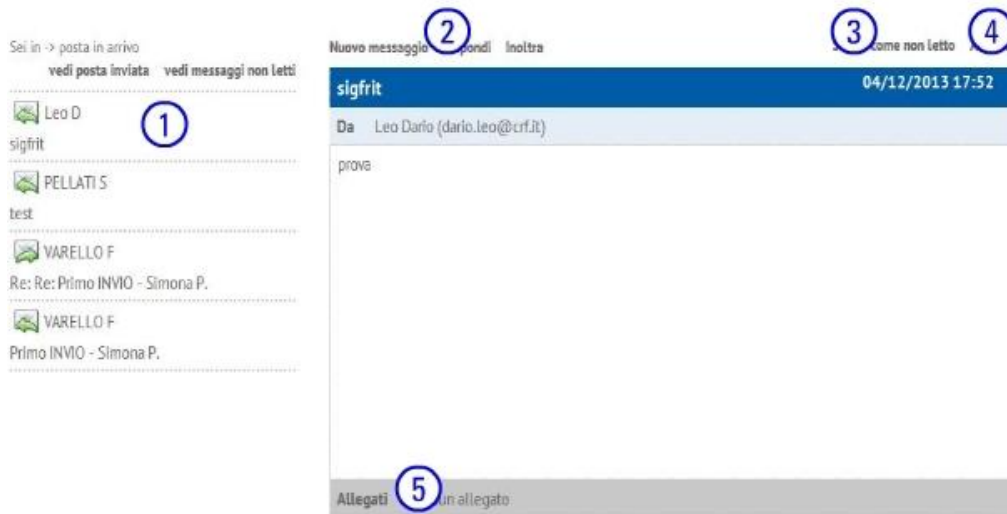 Sei in -> posta in arrivo
vedi posta inviata vedi messaggi non letti
Leo D
1
sigfrit
PELLATI S
test
VARELLO F
Re: Re: Primo INVIO - Simona P.
VARELLO F
Primo INVIO - Simona P.
2
Nuovo messaggio pondi Inoltra
3
come non letto
4
sigfrit 04/12/2013 17:52
Da Leo Dario (dario.leo@crf.it)
prova
Allegati 5 un allegato